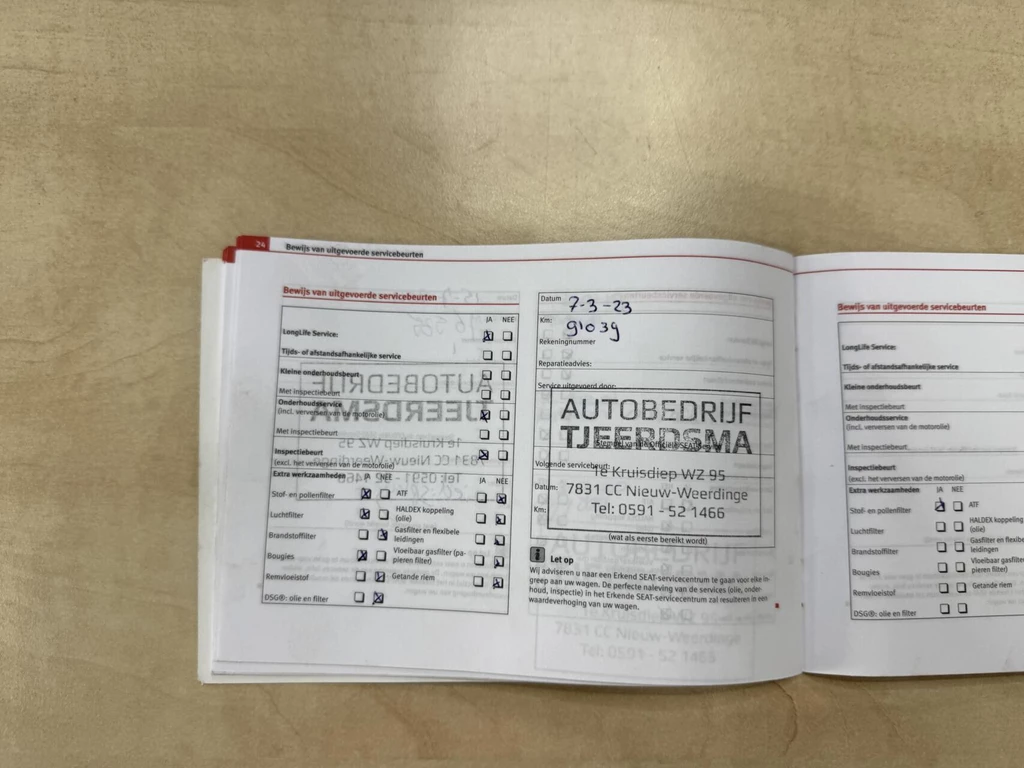 24 Bewijs van uitgevoerde servicebeurten
Bewijs van uitgevoerde servicebeurten
JA NEE
LongLife Service:
Tijds- of afstandsafhankelijke service
Kleine onderhoudsbeurt
Met inspectiebeurt
Onderhoudsservice
(incl. verversen van de motorolie)
Met inspectiebeurt
Inspectiebeurt
(excl. het verversen van de motorolie)
Extra werkzaamheden JA NEE JA NEE
Stof- en pollenfilter ATF
Luchtfilter HALDEX koppeling
(olie)
Brandstoffilter Gasfilter en flexibele
leidingen
Bougies Vloeibaar gasfilter (pa-
pieren filter)
Remvloeistof Getande riem
DSG®: olie en filter
Datum 7-3-23
Km: 91039
Rekeningnummer
Reparatieadvies:
Service uitgevoerd door:
AUTOBEDRIJF
TJEERDSMA
1e Kruisdiep WZ 95
7831 CC Nieuw-Weerdinge
Tel: 0591 - 52 1466
Volgende servicebeurt
Datum:
Km:
(wat als eerste bereikt wordt)
Let op
Wij adviseren u naar een Erkend SEAT-servicecentrum te gaan voor elke in-
greep aan uw wagen. De perfecte naleving van de services (olie, onder-
houd, inspectie) in het Erkende SEAT-servicecentrum zal resulteren in een
waardeverhoging van uw wagen.
Bewijs van uitgevoerde servicebeurten
LongLife Service:
Tijds- of afstandsafhankelijke service
Kleine onderhoudsbeurt
Met inspectiebeurt
Onderhoudsservice
(incl. verversen van de motorolie)
Met inspectiebeurt
Inspectiebeurt
(excl. het verversen van de motorolie)
Extra werkzaamheden JA NEE
Stof- en pollenfilter ATF
Luchtfilter HALDEX koppeling
(olie)
Brandstoffilter Gasfilter en flexibele
leidingen
Bougies Vloeibaar gasfilter (pa-
pieren filter)
Remvloeistof Getande riem
DSG®: olie en filter